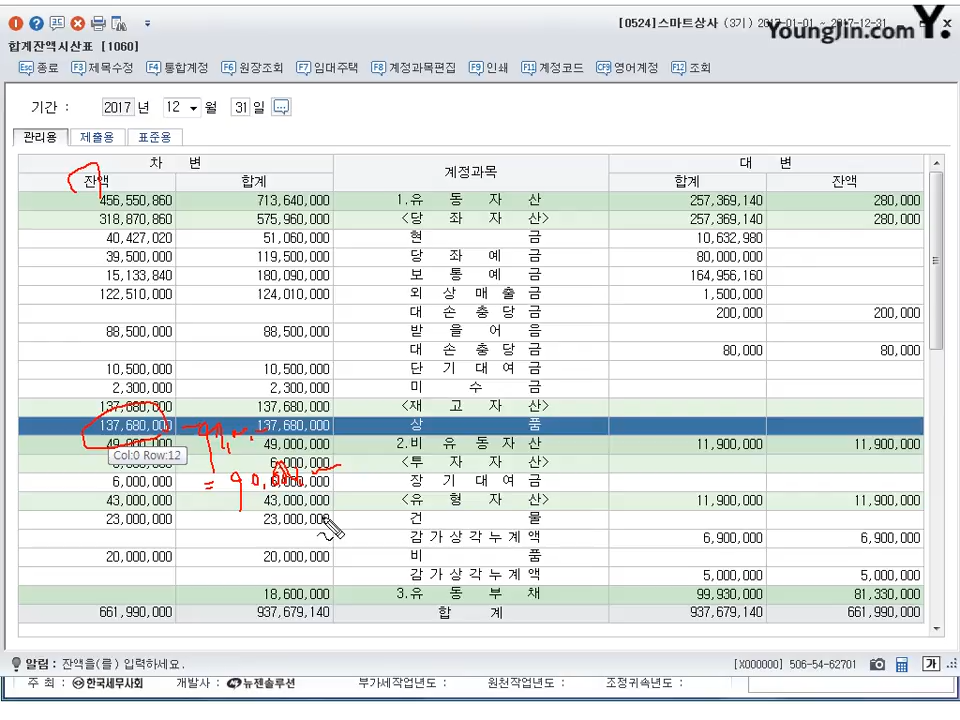 [0524]스마트상사 (3기) 2017-01-01 ~ 2017-12-31
YoungJin.com Y.
합계잔액시산표 [1060]
Esc 종료 F3 제목수정 F4 통합계정 F6 원장조회 F7 임대주택 F8 계정과목편집 F9 인쇄 F11 계정코드 CF9 영어계정 F12 조회
기간 : 2017 년 12 월 31 일
관리용 제출용 표준용
차 변 계정과목 대 변
잔액 합계 합계 잔액
456,550,860 713,640,000 1.유 동 자 산 257,369,140 280,000
318,870,860 575,960,000 <당 좌 자 산> 257,369,140 280,000
40,427,020 51,060,000 현 금 10,632,980
39,500,000 119,500,000 당 좌 예 금 80,000,000
15,133,840 180,090,000 보 통 예 금 164,956,160
122,510,000 124,010,000 외 상 매 출 금 1,500,000
대 손 충 당 금 200,000 200,000
88,500,000 88,500,000 받 을 어 음
대 손 충 당 금 80,000 80,000
10,500,000 10,500,000 단 기 대 여 금
2,300,000 2,300,000 미 수 금
137,680,000 137,680,000 <재 고 자 산>
137,680,000 137,680,000 상 품
49,000,000 49,000,000 2.비 유 동 자 산 11,900,000 11,900,000
Col:0 Row:12
6,000,000 <투 자 자 산>
6,000,000 6,000,000 장 기 대 여 금
43,000,000 43,000,000 <유 형 자 산> 11,900,000 11,900,000
23,000,000 23,000,000 건 물
감 가 상 각 누 계 액 6,900,000 6,900,000
20,000,000 20,000,000 비 품
감 가 상 각 누 계 액 5,000,000 5,000,000
18,600,000 3.유 동 부 채 99,930,000 81,330,000
661,990,000 937,679,140 합 계 937,679,140 661,990,000
알림 : 잔액을(를) 입력하세요. [X000000] 506-54-62701 가
주 최 : 한국세무사회 개발사 : 뉴젠솔루션 부가세작업년도 : 원천작업년도 : 조정귀속년도 :